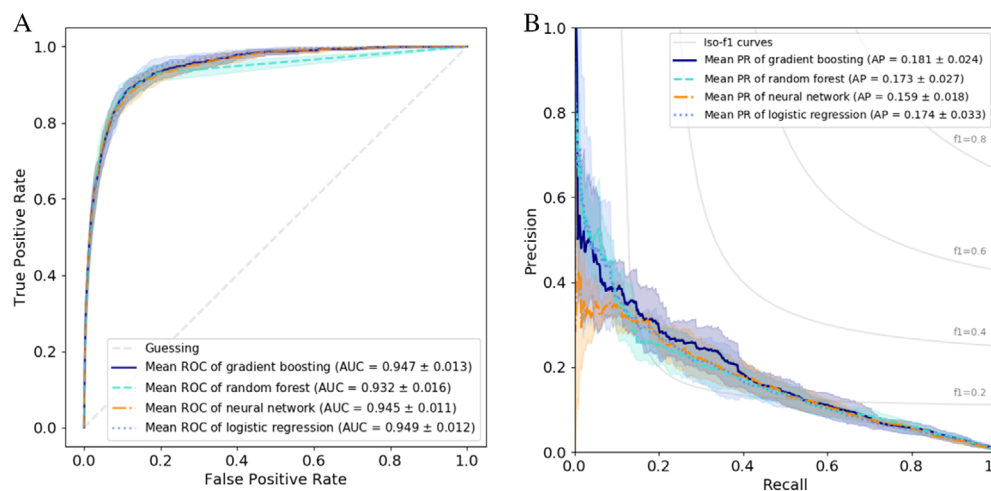 A
True Positive Rate
1.0
0.8
0.6
0.4
0.2
0.0
Guessing
Mean ROC of gradient boosting (AUC = 0.947 ± 0.013)
Mean ROC of random forest (AUC = 0.932 ± 0.016)
Mean ROC of neural network (AUC = 0.945 ± 0.011)
Mean ROC of logistic regression (AUC = 0.949 ± 0.012)
0.0 0.2 0.4 0.6 0.8 1.0
False Positive Rate
B
Precision
1.0
0.8
0.6
0.4
0.2
0.0
Iso-f1 curves
Mean PR of gradient boosting (AP = 0.181 ± 0.024)
Mean PR of random forest (AP = 0.173 ± 0.027)
Mean PR of neural network (AP = 0.159 ± 0.018)
Mean PR of logistic regression (AP = 0.174 ± 0.033)
f1=0.8
f1=0.6
f1=0.4
f1=0.2
0.0 0.2 0.4 0.6 0.8 1
Recall